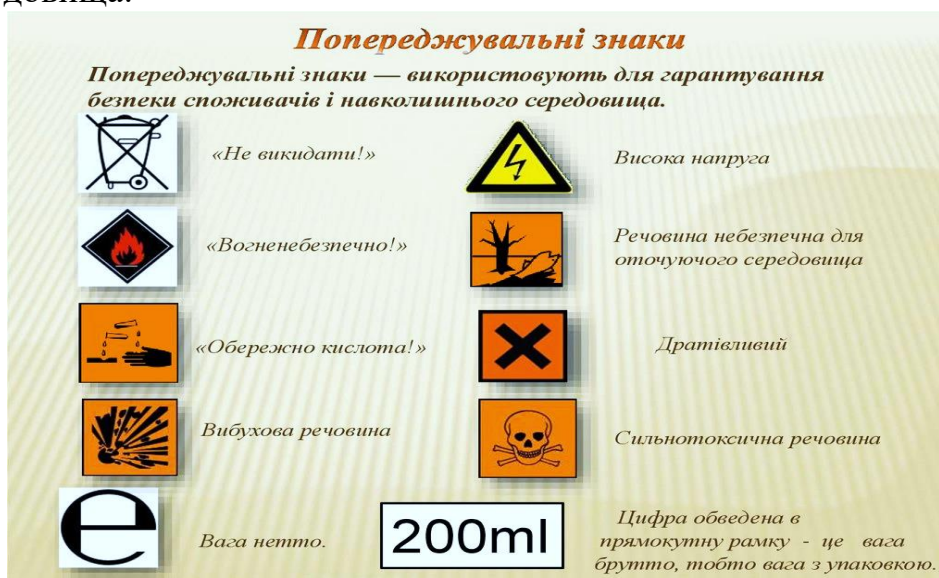 довища.
Попереджувальні знаки
Попереджувальні знаки — використовують для гарантування
безпеки споживачів і навколишнього середовища.
«Не викидати!»
Висока напруга
«Вогненебезпечно!»
Речовина небезпечна для
оточуючого середовища
«Обережно кислота!»
Дратівливий
Вибухова речовина
Сильнотоксична речовина
e
Вага нетто.
200ml
Цифра обведена в
прямокутну рамку - це вага
брутто, тобто вага з упаковкою.